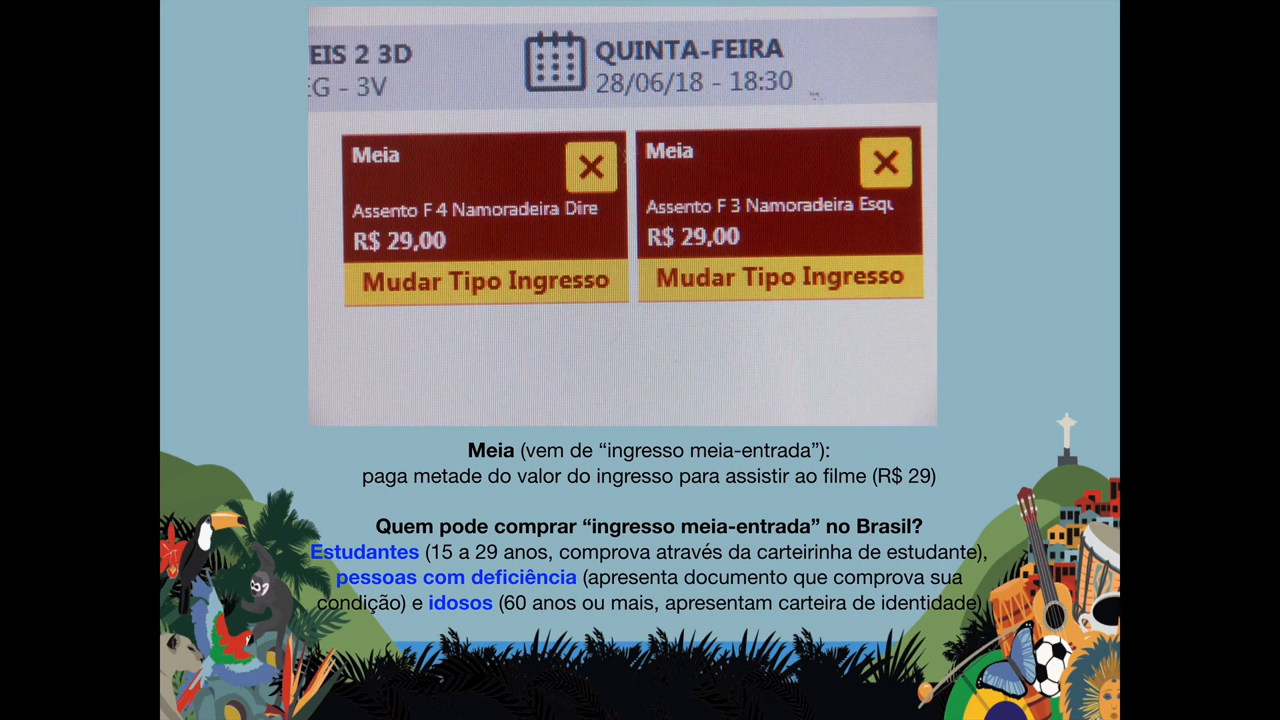 EIS 2 3D
EG - 3V
QUINTA-FEIRA
28/06/18 - 18:30
Meia
Assento F 4 Namoradeira Dire
R$ 29,00
Mudar Tipo Ingresso
Meia
Assento F 3 Namoradeira Esqu
R$ 29,00
Mudar Tipo Ingresso
Meia (vem de “ingresso meia-entrada”):
paga metade do valor do ingresso para assistir ao filme (R$ 29)
Quem pode comprar “ingresso meia-entrada” no Brasil?
Estudantes (15 a 29 anos, comprova através da carteirinha de estudante),
pessoas com deficiência (apresenta documento que comprova sua
condição) e idosos (60 anos ou mais, apresentam carteira de identidade)